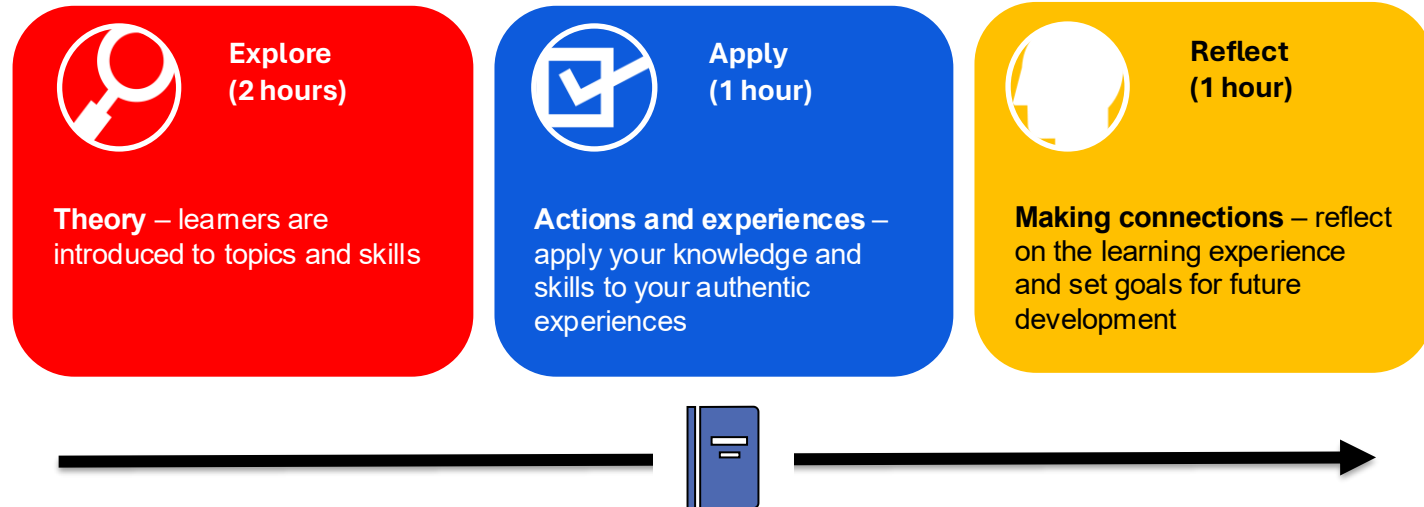 Explore
(2 hours)
Theory – learners are
introduced to topics and skills
Apply
(1 hour)
Actions and experiences –
apply your knowledge and
skills to your authentic
experiences
Reflect
(1 hour)
Making connections – reflect
on the learning experience
and set goals for future
development